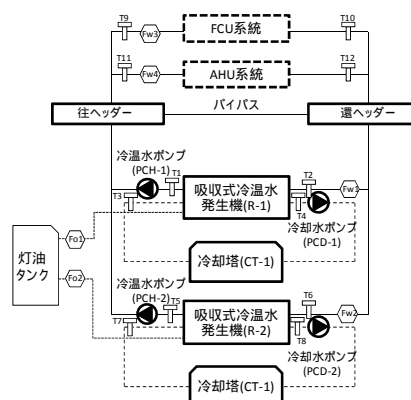 T9
Fw3
FCU系統
T10
T11
Fw4
AHU系統
T12
往ヘッダー
バイパス
還ヘッダー
冷温水ポンプ
(PCH-1)
T1
T3
吸収式冷温水
発生機(R-1)
T2
T4
Fw1
冷却水ポンプ
(PCD-1)
Fo1
灯油
タンク
Fo2
冷却塔(CT-1)
冷温水ポンプ
(PCH-2)
T5
T7
吸収式冷温水
発生機(R-2)
T6
T8
Fw2
冷却水ポンプ
(PCD-2)
冷却塔(CT-1)